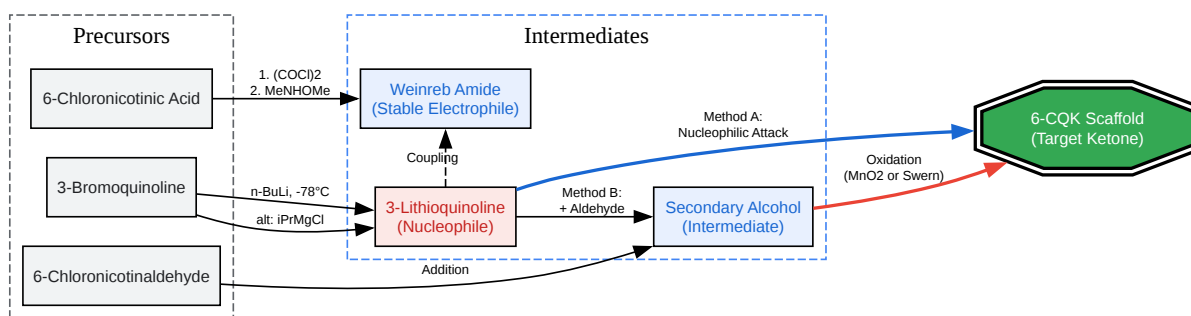 Precursors
Intermediates
6-Chloronicotinic Acid
1. (COCl)2
2. MeNHOMe
Weinreb Amide
(Stable Electrophile)
Method A:
Nucleophilic Attack
6-CQK Scaffold
(Target Ketone)
Coupling
Oxidation
(MnO2 or Swern)
3-Bromoquinoline
n-BuLi, -78°C
alt: iPrMgCl
3-Lithioquinoline
(Nucleophile)
Method B:
+ Aldehyde
Secondary Alcohol
(Intermediate)
6-Chloronicotinaldehyde
Addition